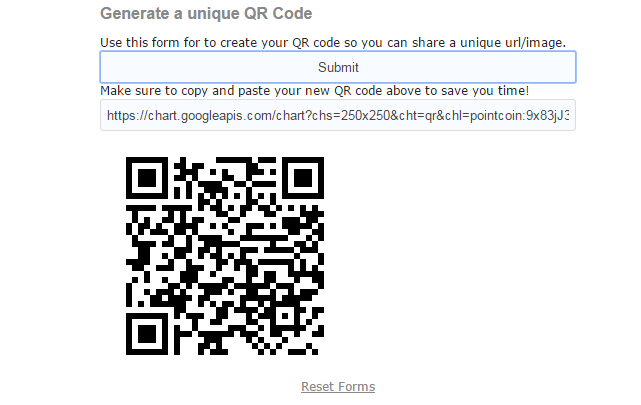 Generate a unique QR Code
Use this form for to create your QR code so you can share a unique url/image.
Submit
Make sure to copy and paste your new QR code above to save you time!
https://chart.googleapis.com/chart?chs=250x250&cht=qr&chl=pointcoin:9x83jJ3
Reset Forms